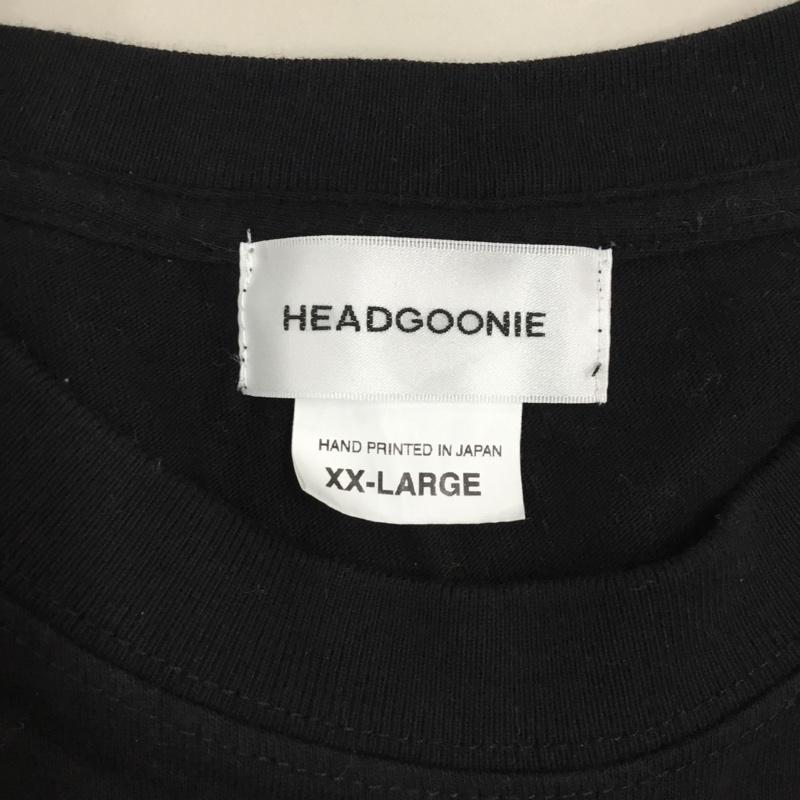 HEADGOONIE
HAND PRINTED IN JAPAN
XX-LARGE